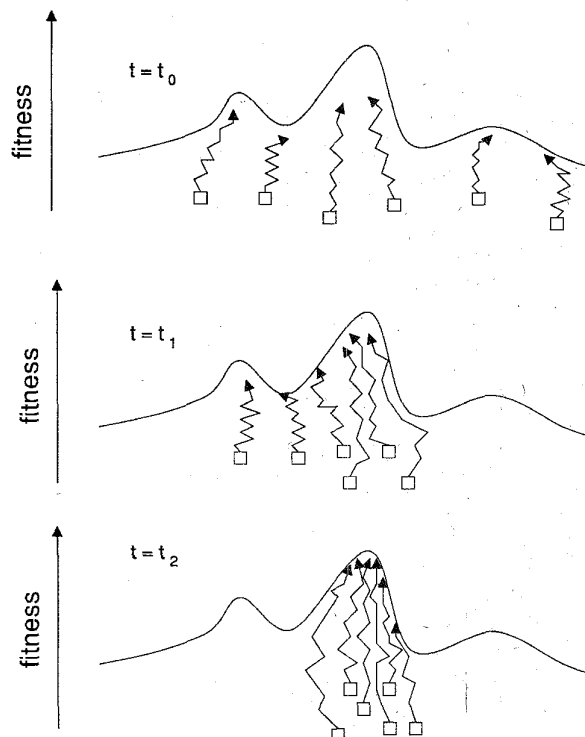 t = t0
fitness
t = t1
fitness
t = t2
fitness